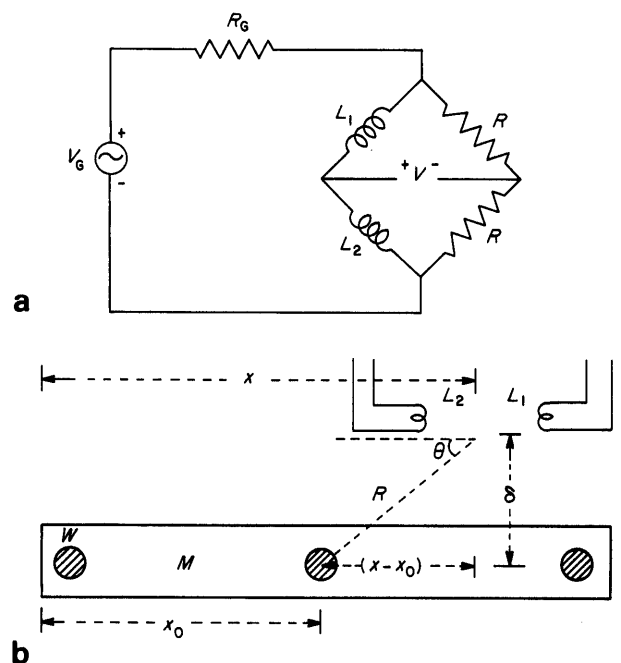 R_G
L_1
R
+
V_G
-
+ V -
L_2
R
a
x
L_2 L_1
θ
R
δ
W
M
(x - x_0)
x_0
b